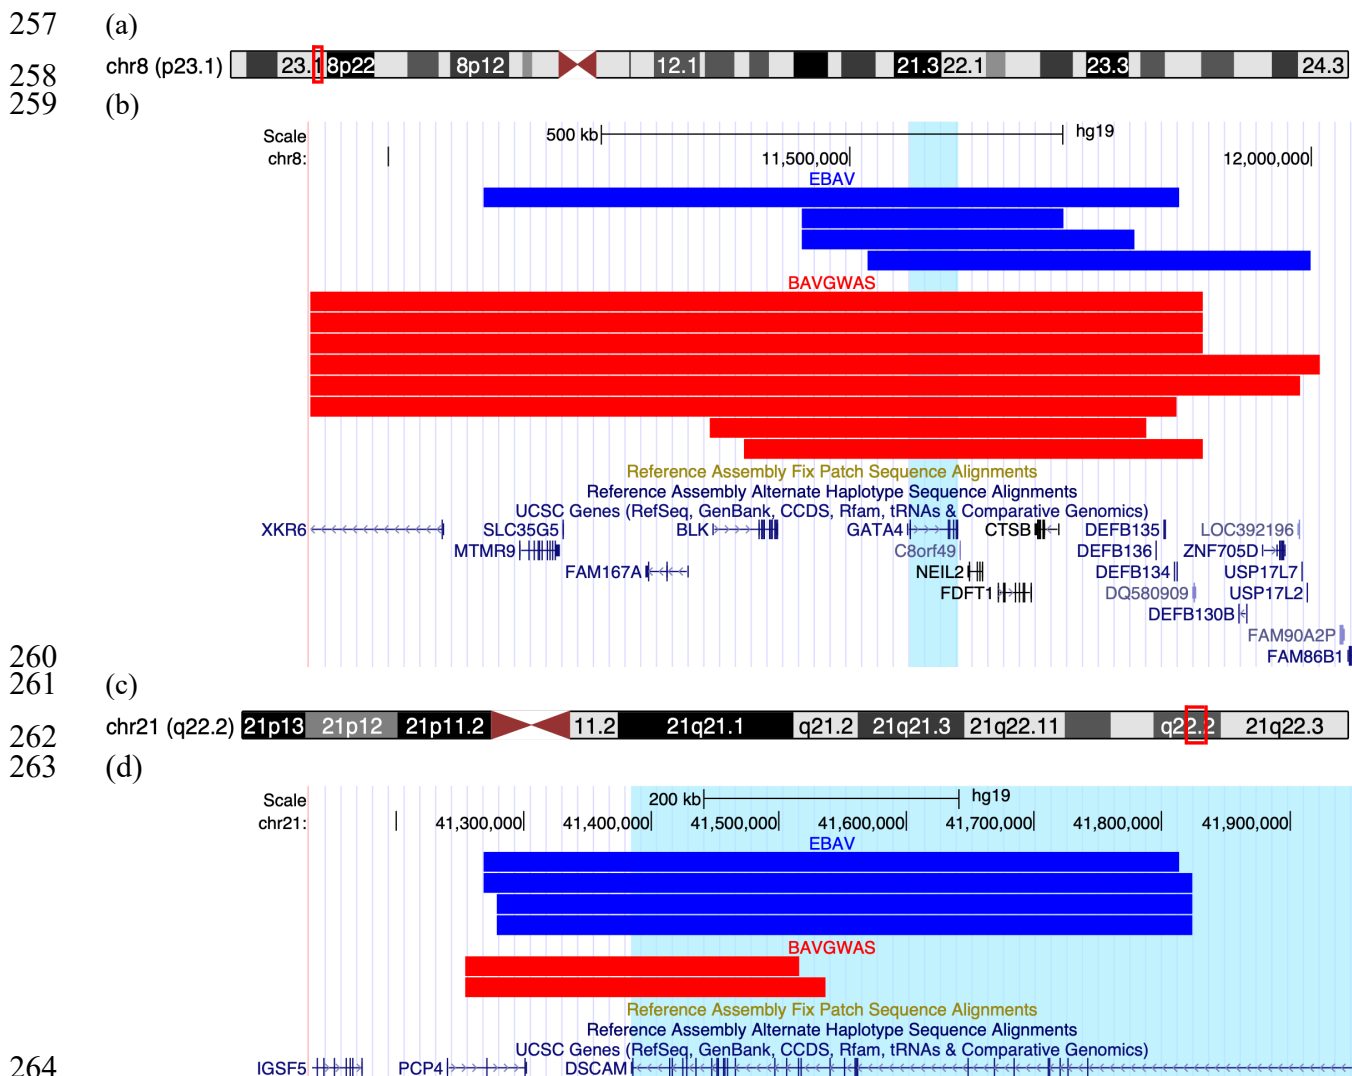 257 (a)
258 chr8 (p23.1) 23.1 8p22 8p12 12.1 21.3 22.1 23.3 24.3
259 (b)
Scale 500 kb hg19
chr8: 11,500,000 12,000,000
EBAV
BAVGWAS
Reference Assembly Fix Patch Sequence Alignments
Reference Assembly Alternate Haplotype Sequence Alignments
UCSC Genes (RefSeq, GenBank, CCDS, Rfam, tRNAs & Comparative Genomics)
XKR6 SLC35G5 BLK GATA4 CTSB DEFB135 LOC392196
MTMR9 C8orf49 DEFB136 ZNF705D
FAM167A NEIL2 DEFB134 USP17L7
FDFT1 DQ580909 USP17L2
DEFB130B
FAM90A2P
260 FAM86B1
261 (c)
262 chr21 (q22.2) 21p13 21p12 21p11.2 11.2 21q21.1 q21.2 21q21.3 21q22.11 q22.2 21q22.3
263 (d)
Scale 200 kb hg19
chr21: 41,300,000 41,400,000 41,500,000 41,600,000 41,700,000 41,800,000 41,900,000
EBAV
BAVGWAS
Reference Assembly Fix Patch Sequence Alignments
Reference Assembly Alternate Haplotype Sequence Alignments
UCSC Genes (RefSeq, GenBank, CCDS, Rfam, tRNAs & Comparative Genomics)
264 IGSF5 PCP4 DSCAM